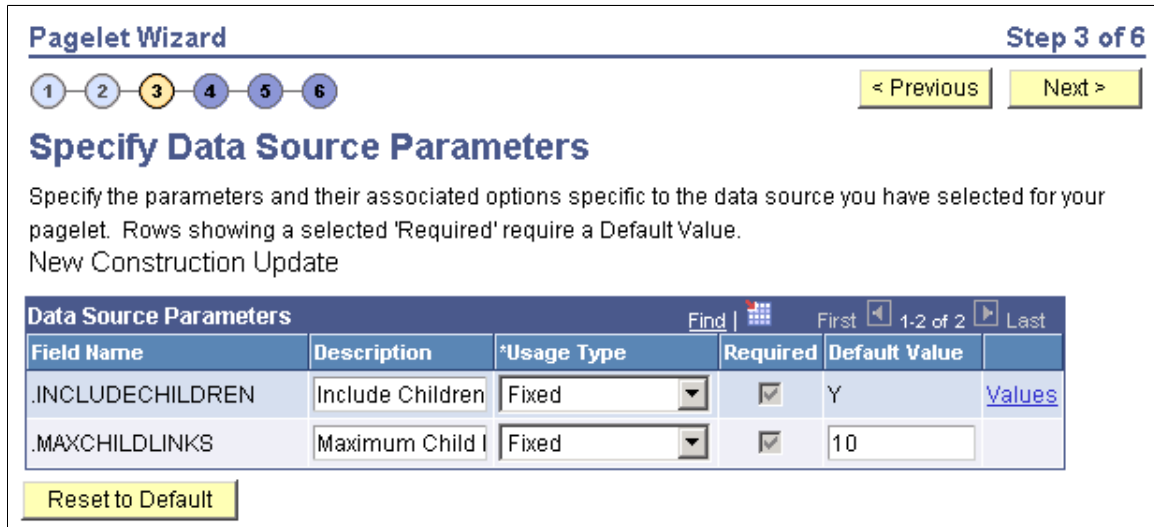 Pagelet Wizard Step 3 of 6
1 2 3 4 5 6 < Previous Next >
Specify Data Source Parameters
Specify the parameters and their associated options specific to the data source you have selected for your
pagelet. Rows showing a selected 'Required' require a Default Value.
New Construction Update
Data Source Parameters Find | First 1-2 of 2 Last
Field Name Description *Usage Type Required Default Value
.INCLUDECHILDREN Include Children Fixed Y Values
.MAXCHILDLINKS Maximum Child Fixed 10
Reset to Default